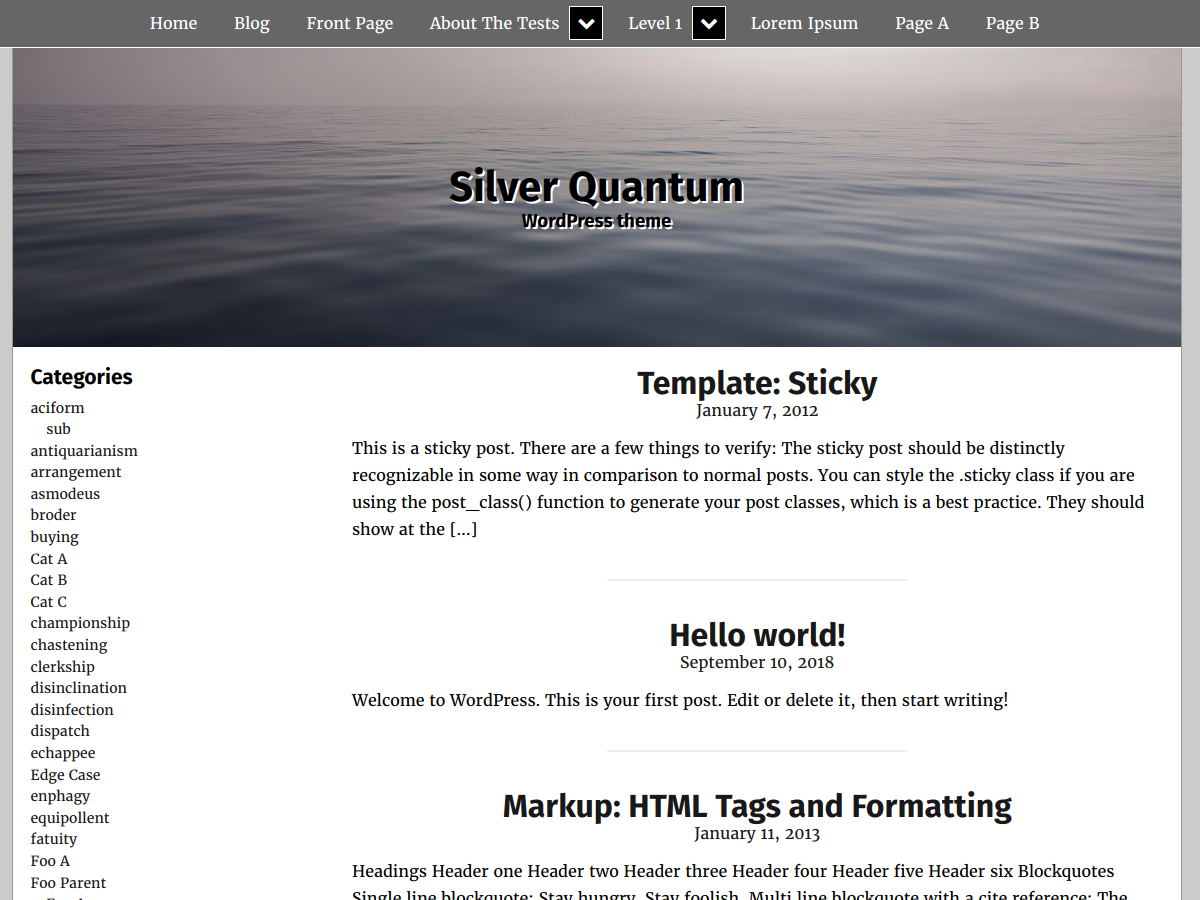 Home Blog Front Page About The Tests Level 1 Lorem Ipsum Page A Page B
Silver Quantum
WordPress theme
Categories
aciform
sub
antiquarianism
arrangement
asmodeus
broder
buying
Cat A
Cat B
Cat C
championship
chastening
clerkship
disinclination
disinfection
dispatch
echappee
Edge Case
enphagy
equipollent
fatuity
Foo A
Foo Parent
Template: Sticky
January 7, 2012
This is a sticky post. There are a few things to verify: The sticky post should be distinctly
recognizable in some way in comparison to normal posts. You can style the .sticky class if you are
using the post_class() function to generate your post classes, which is a best practice. They should
show at the […]
Hello world!
September 10, 2018
Welcome to WordPress. This is your first post. Edit or delete it, then start writing!
Markup: HTML Tags and Formatting
January 11, 2013
Headings Header one Header two Header three Header four Header five Header six Blockquotes
Single line blockquote: Stay hungry. Stay foolish. Multi line blockquote with a cite reference: The